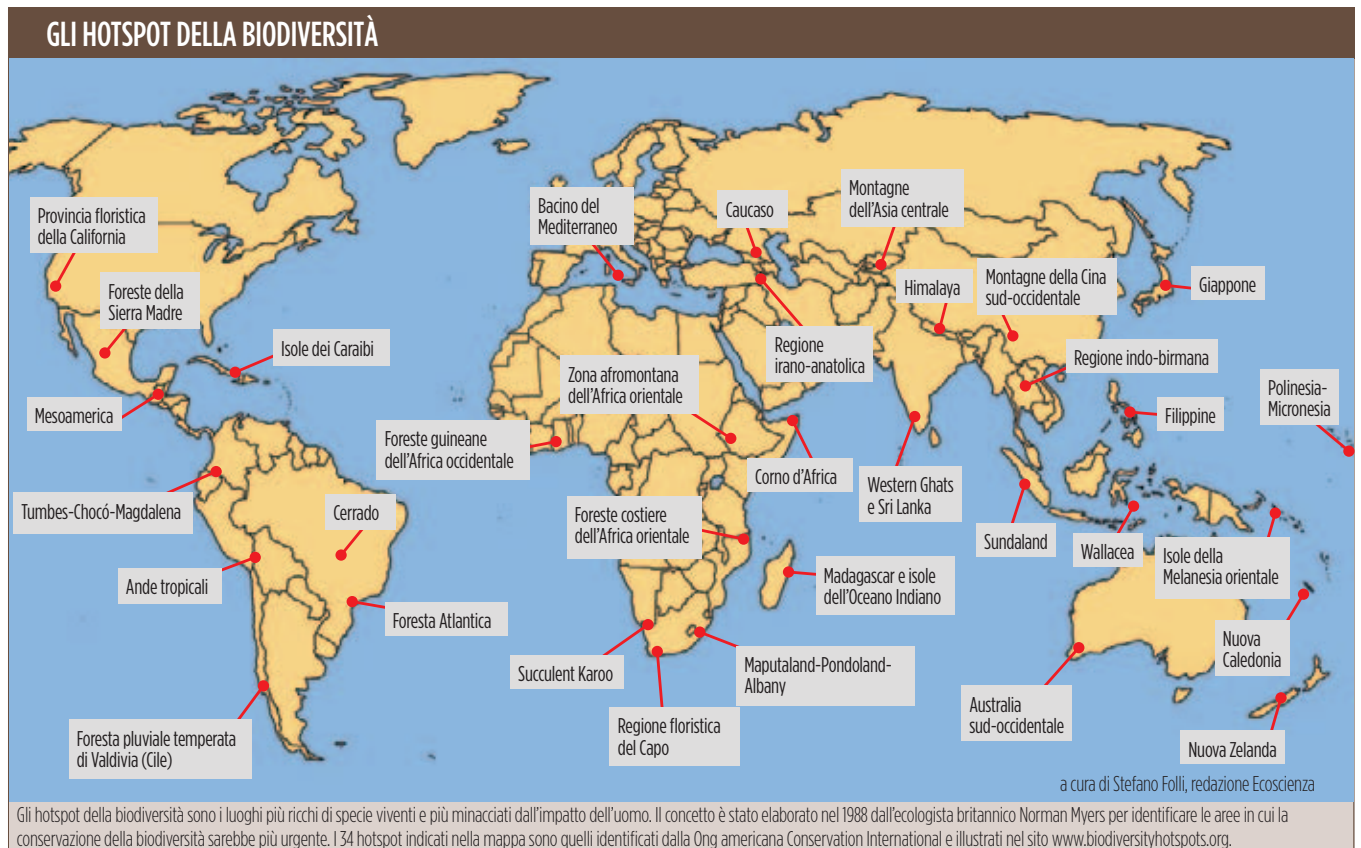 GLI HOTSPOT DELLA BIODIVERSITÀ
Provincia floristica
della California
Foreste della
Sierra Madre
Isole dei Caraibi
Mesoamerica
Tumbes-Chocó-Magdalena
Cerrado
Ande tropicali
Foresta Atlantica
Foresta pluviale temperata
di Valdivia (Cile)
Bacino del
Mediterraneo
Caucaso
Montagne
dell'Asia centrale
Himalaya
Montagne della Cina
sud-occidentale
Giappone
Regione
irano-anatolica
Regione indo-birmana
Zona afromontana
dell'Africa orientale
Filippine
Polinesia-
Micronesia
Foreste guineane
dell'Africa occidentale
Corno d'Africa
Western Ghats
e Sri Lanka
Foreste costiere
dell'Africa orientale
Sundaland
Wallacea
Isole della
Melanesia orientale
Madagascar e isole
dell'Oceano Indiano
Succulent Karoo
Maputaland-Pondoland-
Albany
Regione floristica
del Capo
Australia
sud-occidentale
Nuova
Caledonia
Nuova Zelanda
a cura di Stefano Folli, redazione Ecoscienza
Gli hotspot della biodiversità sono i luoghi più ricchi di specie viventi e più minacciati dall'impatto dell'uomo. Il concetto è stato elaborato nel 1988 dall'ecologista britannico Norman Myers per identificare le aree in cui la
conservazione della biodiversità sarebbe più urgente. I 34 hotspot indicati nella mappa sono quelli identificati dalla Ong americana Conservation International e illustrati nel sito www.biodiversityhotspots.org.